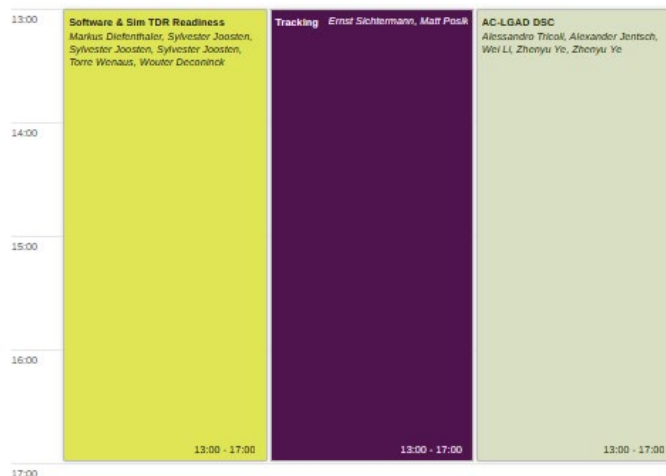 13:00
Software & Sim TDR Readiness
Markus Diefenthaler, Sylvester Joosten,
Sylvester Joosten, Sylvester Joosten,
Torre Wenaus, Wouter Deconinck
Tracking Ernst Sichtermann, Matt Posik
AC-LGAD DSC
Alessandro Tricoli, Alexander Jentsch,
Wei Li, Zhenyu Ye, Zhenyu Ye
14:00
15:00
16:00
13:00 - 17:00
13:00 - 17:00
13:00 - 17:00
17:00